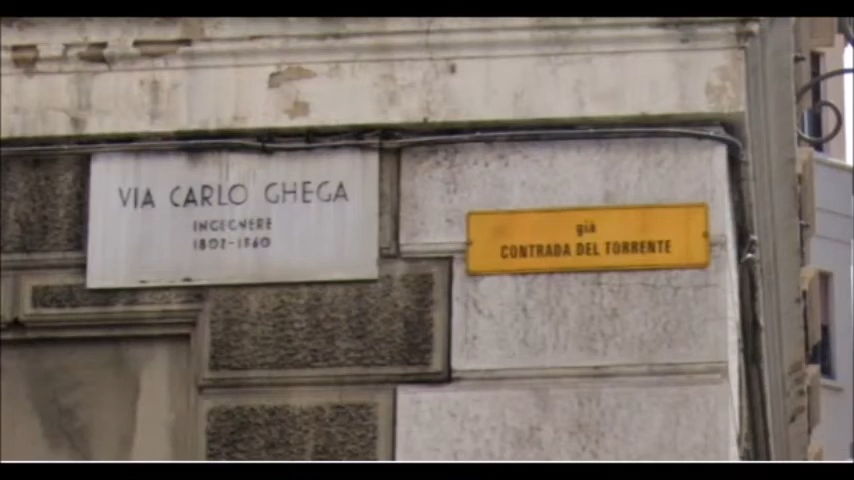 VIA CARLO GHEGA
INGEGNERE
1802-1860
già
CONTRADA DEL TORRENTE